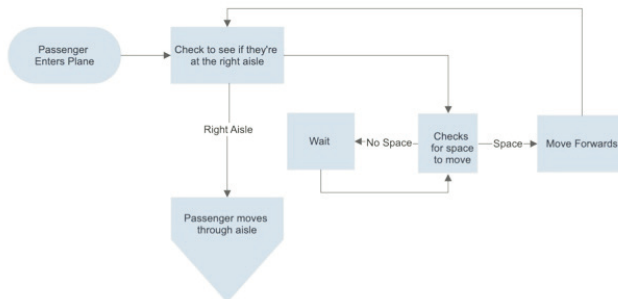 Passenger
Enters Plane
Check to see if they're
at the right aisle
Right Aisle
Wait
No Space
Checks
for space
to move
Space
Move Forwards
Passenger moves
through aisle